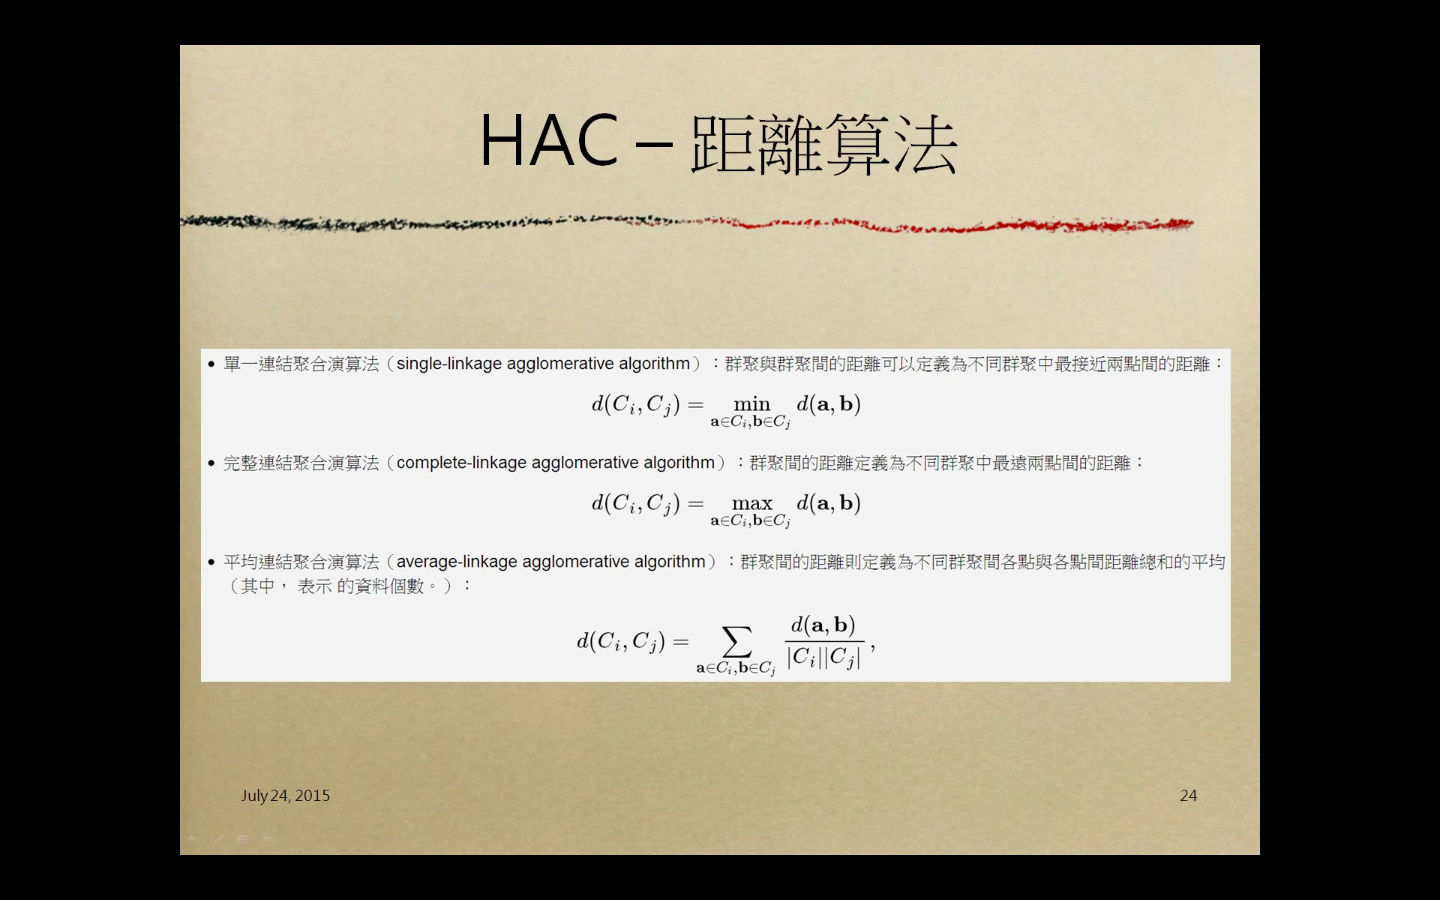 HAC – 距離算法
• 單一連結聚合演算法（single-linkage agglomerative algorithm）：群聚與群聚間的距離可以定義為不同群聚中最接近兩點間的距離：
d(C_i, C_j) = min_{a∈C_i, b∈C_j} d(a, b)
• 完整連結聚合演算法（complete-linkage agglomerative algorithm）：群聚間的距離定義為不同群聚中最遠兩點間的距離：
d(C_i, C_j) = max_{a∈C_i, b∈C_j} d(a, b)
• 平均連結聚合演算法（average-linkage agglomerative algorithm）：群聚間的距離則定義為不同群聚間各點與各點間距離總和的平均
（其中， 表示 的資料個數。）：
d(C_i, C_j) = ∑_{a∈C_i, b∈C_j} d(a, b) / |C_i||C_j| ,
July 24, 2015
24